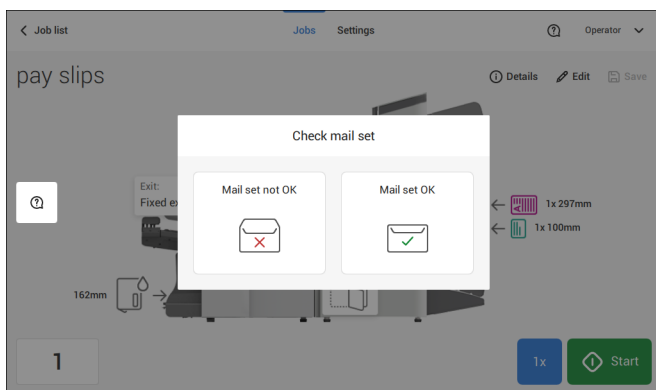 Job list
Jobs
Settings
Operator
pay slips
Details
Edit
Save
Check mail set
Mail set not OK
Mail set OK
Exit:
Fixed ex
1x 297mm
1x 100mm
162mm
1
1x
Start